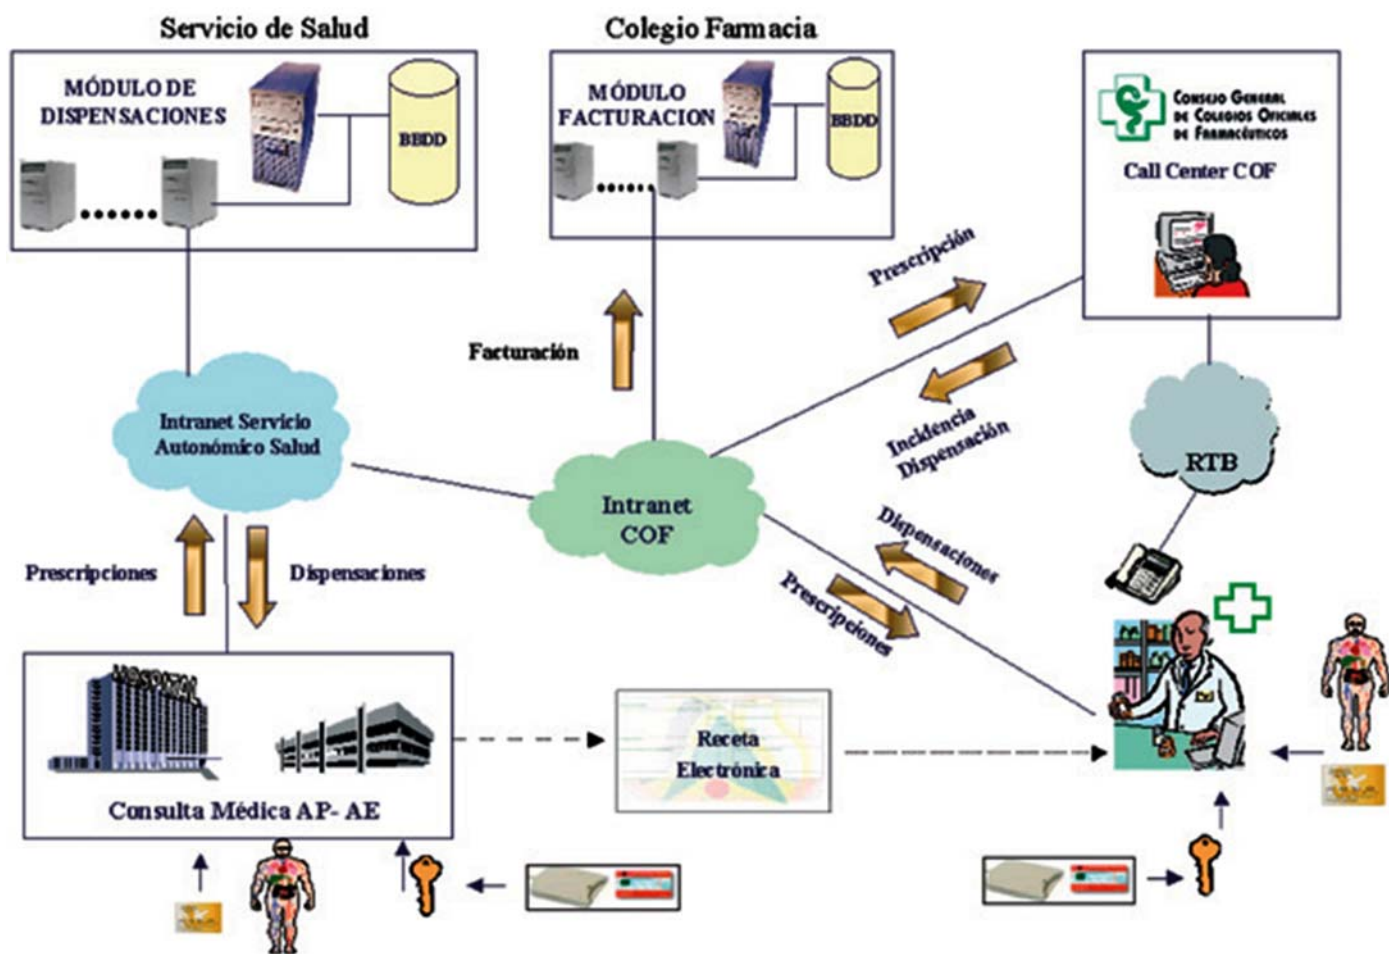 Servicio de Salud
Colegio Farmacia
MÓDULO DE
DISPENSACIONES
BBDD
MÓDULO
FACTURACION
BBDD
CONSEJO GENERAL
DE COLEGIOS OFICIALES
DE FARMACÉUTICOS
Call Center COF
Prescripción
Facturación
Incidencia
Dispensación
Intranet Servicio
Autonómico Salud
RTB
Intranet
COF
Dispensaciones
Prescripciones
Prescripciones
Dispensaciones
HOSPITAL
Receta
Electrónica
Consulta Médica AP- AE